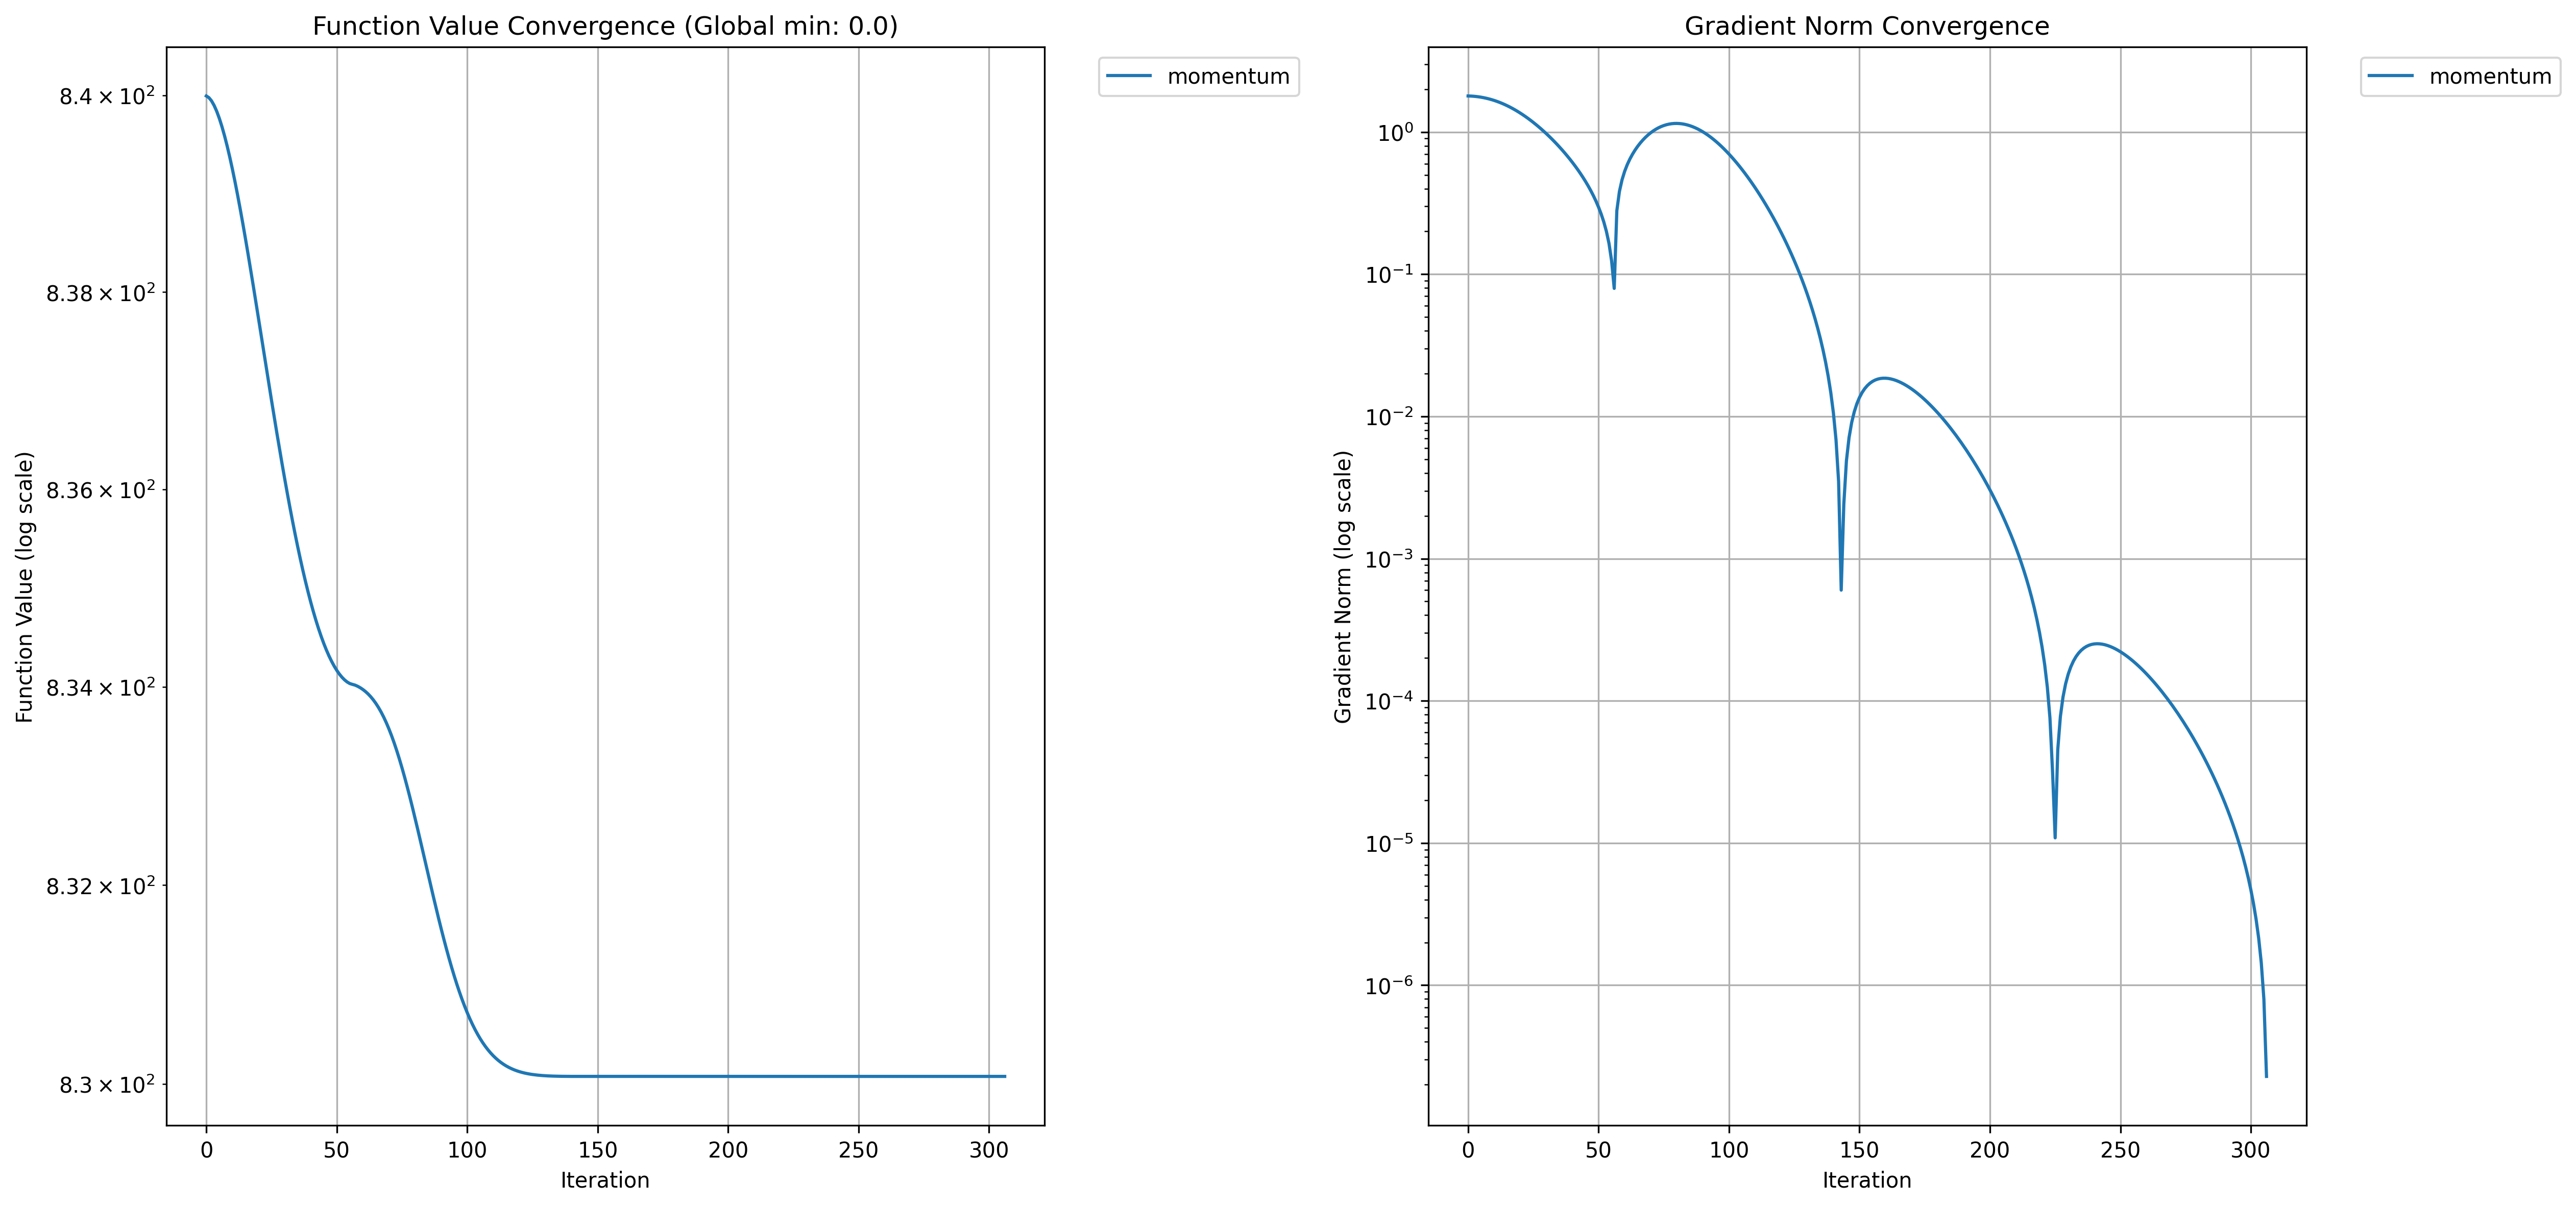 Function Value Convergence (Global min: 0.0)
momentum
Function Value (log scale)
8.4 × 10²
8.38 × 10²
8.36 × 10²
8.34 × 10²
8.32 × 10²
8.3 × 10²
0 50 100 150 200 250 300
Iteration
Gradient Norm Convergence
momentum
Gradient Norm (log scale)
10⁰
10⁻¹
10⁻²
10⁻³
10⁻⁴
10⁻⁵
10⁻⁶
0 50 100 150 200 250 300
Iteration